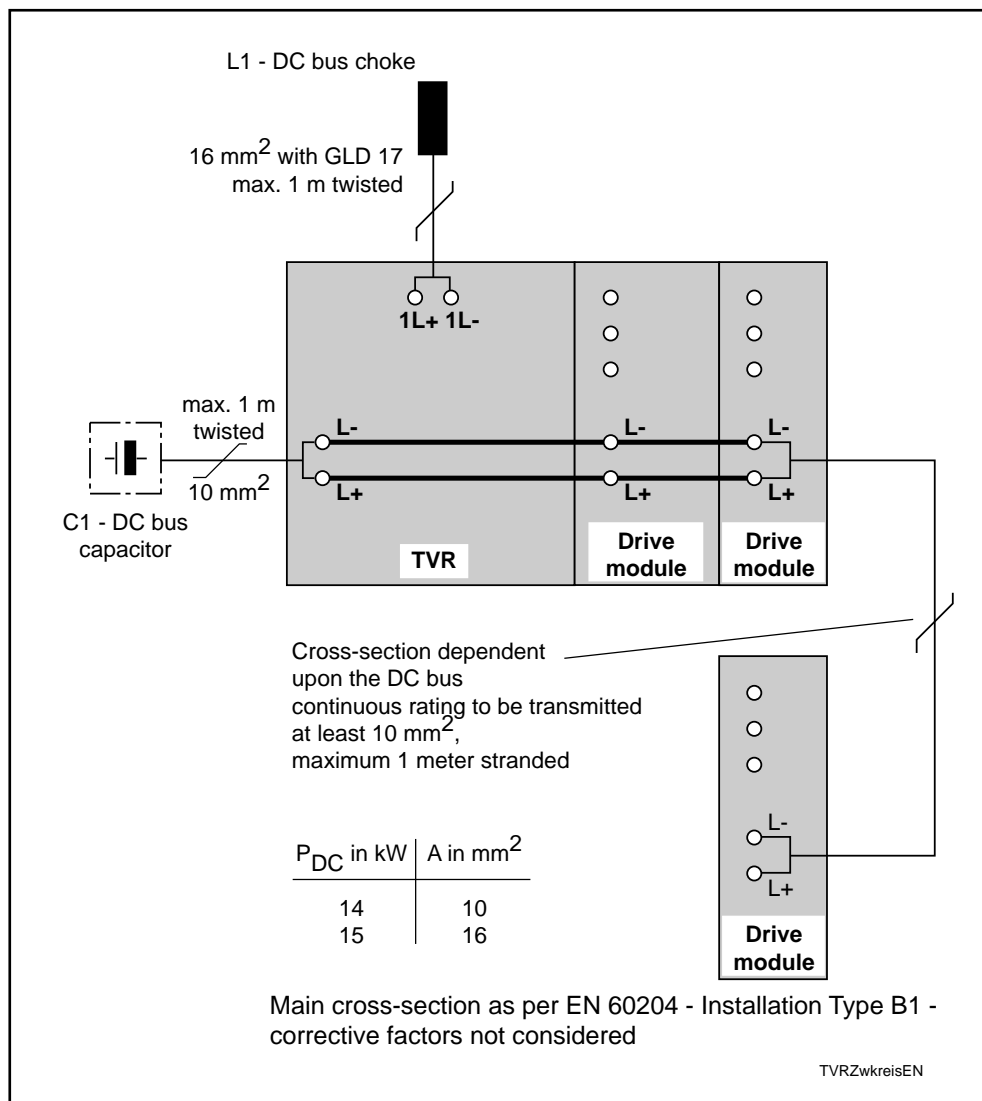 L1 - DC bus choke
16 mm² with GLD 17
max. 1 m twisted
1L+ 1L-
max. 1 m
twisted
10 mm²
L- L- L-
L+ L+ L+
C1 - DC bus
capacitor
TVR
Drive
module
Drive
module
Cross-section dependent
upon the DC bus
continuous rating to be transmitted
at least 10 mm²,
maximum 1 meter stranded
L-
L+
Drive
module
PDC in kW A in mm²
14 10
15 16
Main cross-section as per EN 60204 - Installation Type B1 -
corrective factors not considered
TVRZwkreisEN